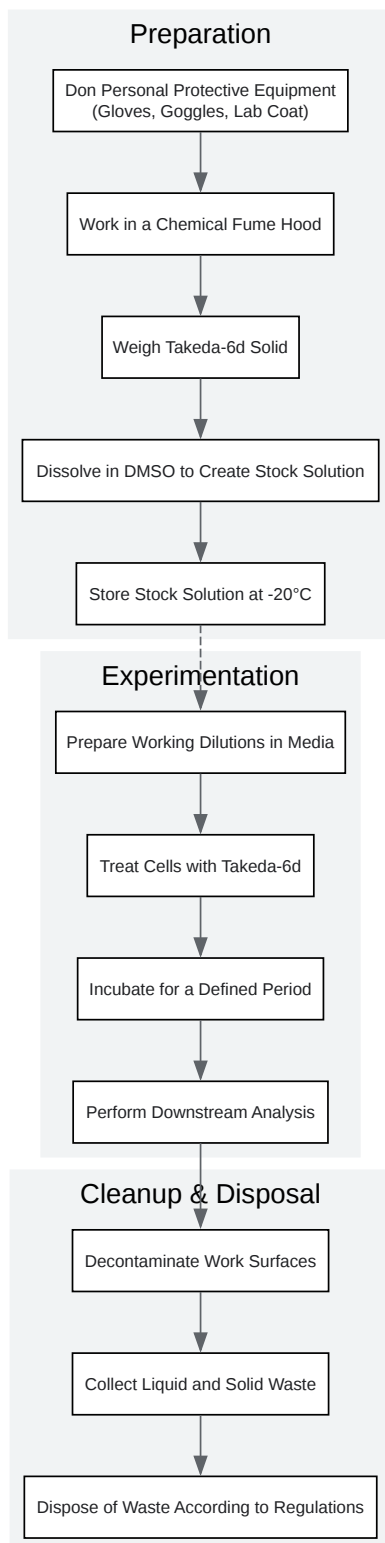 Preparation
Don Personal Protective Equipment
(Gloves, Goggles, Lab Coat)
Work in a Chemical Fume Hood
Weigh Takeda-6d Solid
Dissolve in DMSO to Create Stock Solution
Store Stock Solution at -20°C
Experimentation
Prepare Working Dilutions in Media
Treat Cells with Takeda-6d
Incubate for a Defined Period
Perform Downstream Analysis
Cleanup & Disposal
Decontaminate Work Surfaces
Collect Liquid and Solid Waste
Dispose of Waste According to Regulations